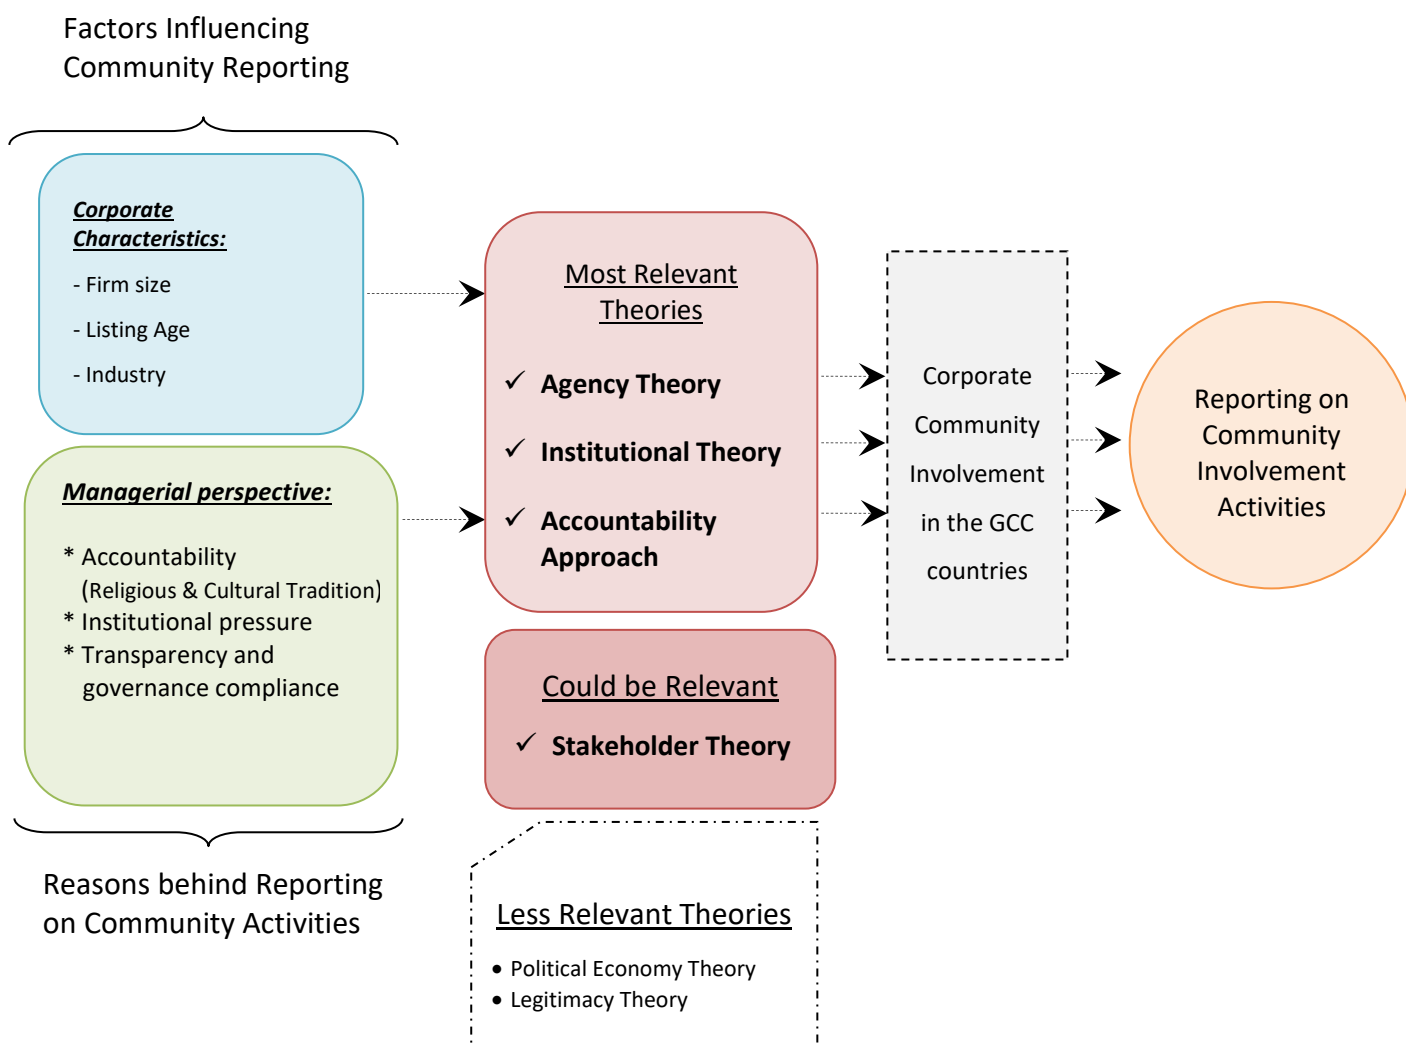 Factors Influencing
Community Reporting
Corporate
Characteristics:
- Firm size
- Listing Age
- Industry
Managerial perspective:
* Accountability
(Religious & Cultural Tradition)
* Institutional pressure
* Transparency and
governance compliance
Reasons behind Reporting
on Community Activities
Most Relevant
Theories
✓ Agency Theory
✓ Institutional Theory
✓ Accountability
Approach
Could be Relevant
✓ Stakeholder Theory
Less Relevant Theories
• Political Economy Theory
• Legitimacy Theory
Corporate
Community
Involvement
in the GCC
countries
Reporting on
Community
Involvement
Activities